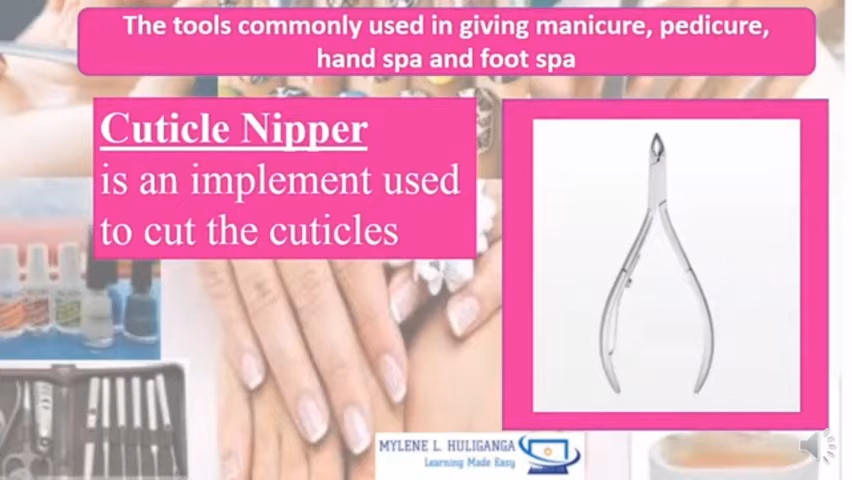 The tools commonly used in giving manicure, pedicure,
hand spa and foot spa
Cuticle Nipper
is an implement used
to cut the cuticles
MYLENE L. HULIGANGA
Learning Made Easy